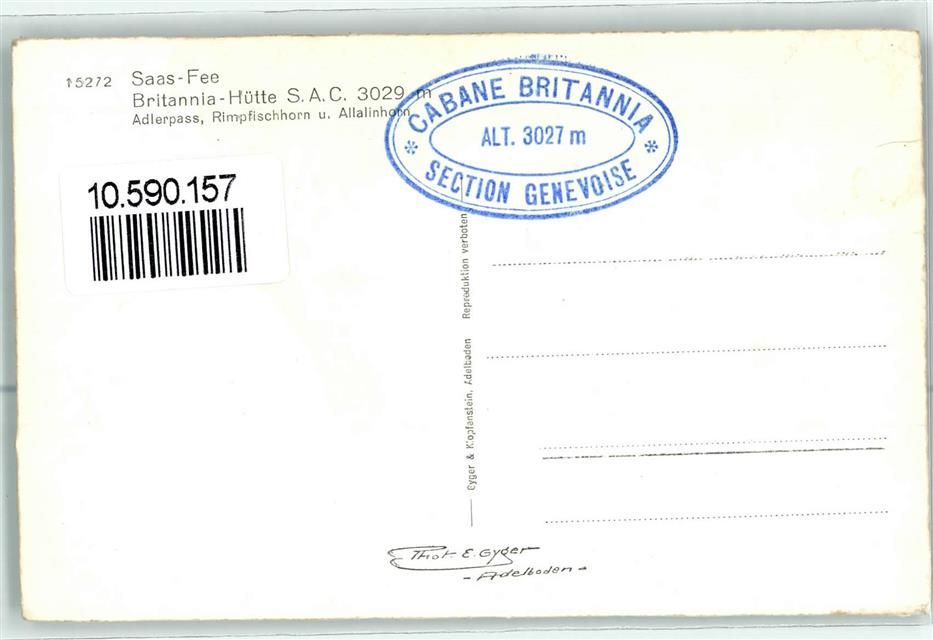 15272 Saas-Fee
Britannia-Hütte S.A.C. 3029 m
Adlerpass, Rimpfischhorn u. Allalinhorn
CABANE BRITANNIA
ALT. 3027 m
* SECTION GENEVOISE *
10.590.157
Gyger & Klopfenstein, Adelboden Reproduktion verboten
Phot. E. Gyger
- Adelboden -